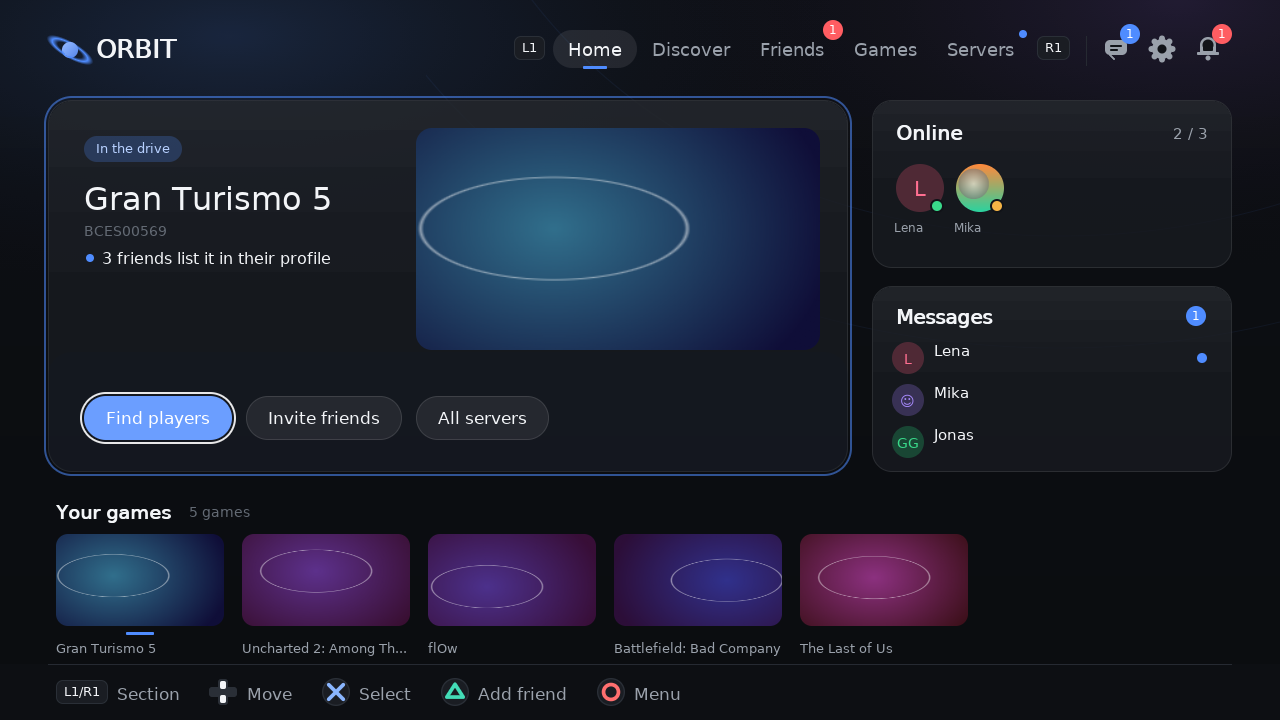 ORBIT
L1 Home Discover Friends 1 Games Servers R1 1 1
In the drive
Gran Turismo 5
BCES00569
3 friends list it in their profile
Find players Invite friends All servers
Online 2 / 3
L
Lena Mika
Messages 1
L Lena
Mika
GG Jonas
Your games 5 games
Gran Turismo 5 Uncharted 2: Among Th... flOw Battlefield: Bad Company The Last of Us
L1/R1 Section Move Select Add friend Menu